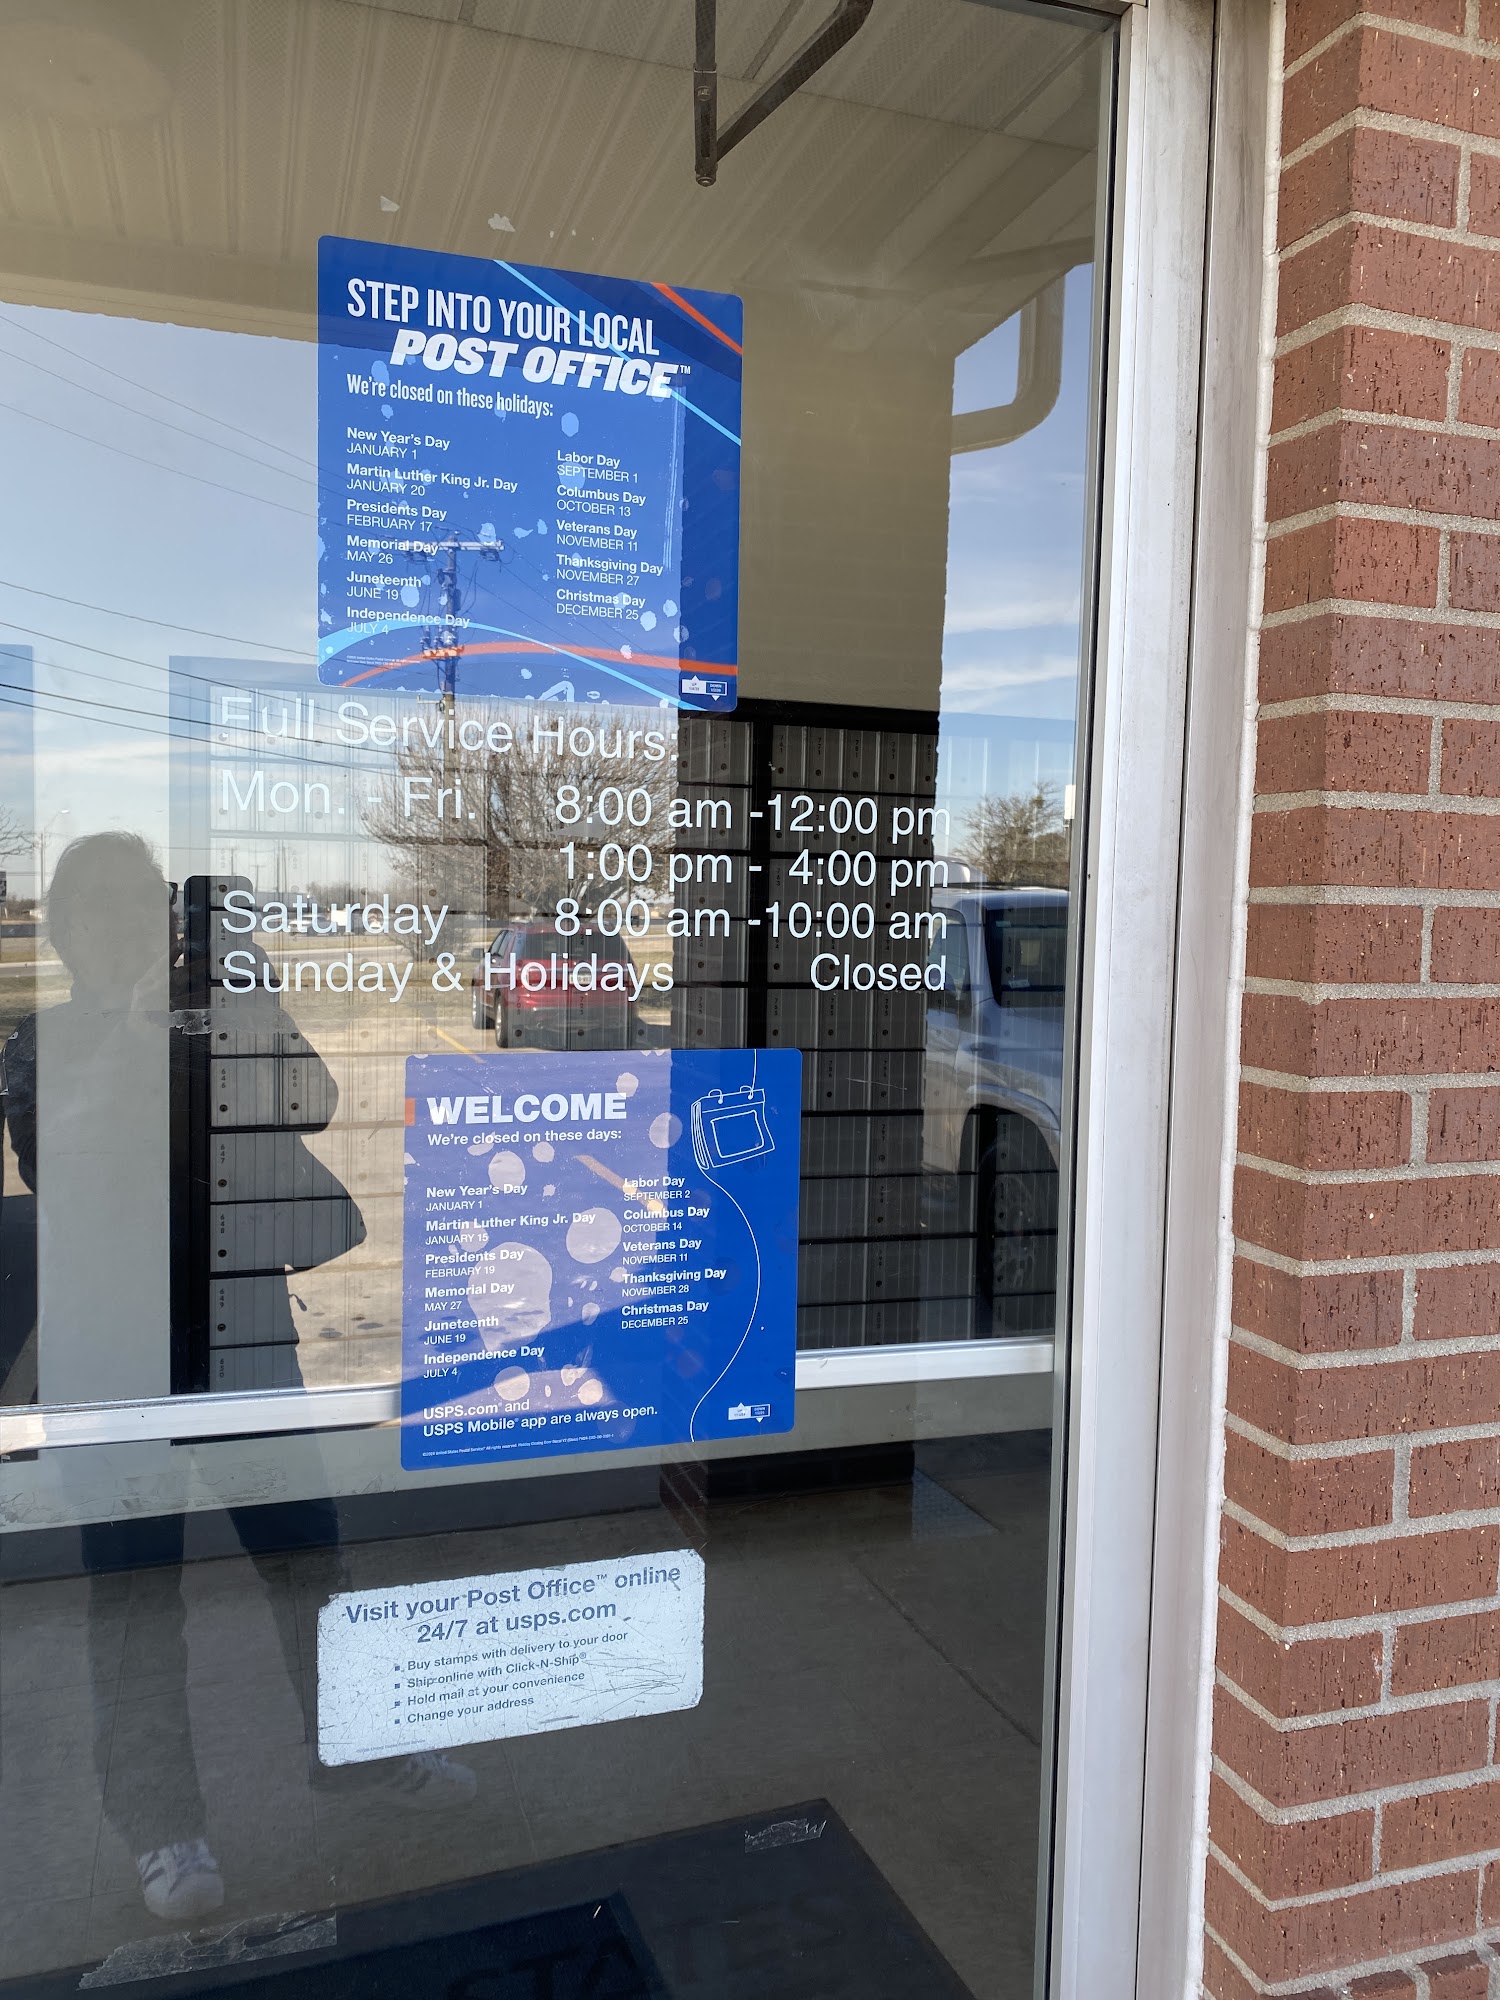 STEP INTO YOUR LOCAL
POST OFFICE™
We're closed on these holidays:
New Year's Day
JANUARY 1
Martin Luther King Jr. Day
JANUARY 20
Presidents Day
FEBRUARY 17
Memorial Day
MAY 26
Juneteenth
JUNE 19
Independence Day
JULY 4
Labor Day
SEPTEMBER 1
Columbus Day
OCTOBER 13
Veterans Day
NOVEMBER 11
Thanksgiving Day
NOVEMBER 27
Christmas Day
DECEMBER 25
Full Service Hours:
Mon. - Fri. 8:00 am -12:00 pm
1:00 pm - 4:00 pm
Saturday 8:00 am -10:00 am
Sunday & Holidays Closed
WELCOME
We're closed on these days:
New Year's Day
JANUARY 1
Martin Luther King Jr. Day
JANUARY 15
Presidents Day
FEBRUARY 19
Memorial Day
MAY 27
Juneteenth
JUNE 19
Independence Day
JULY 4
Labor Day
SEPTEMBER 2
Columbus Day
OCTOBER 14
Veterans Day
NOVEMBER 11
Thanksgiving Day
NOVEMBER 28
Christmas Day
DECEMBER 25
USPS.com® and
USPS Mobile® app are always open.
Visit your Post Office™ online
24/7 at usps.com
▪ Buy stamps with delivery to your door
▪ Ship online with Click-N-Ship®
▪ Hold mail at your convenience
▪ Change your address